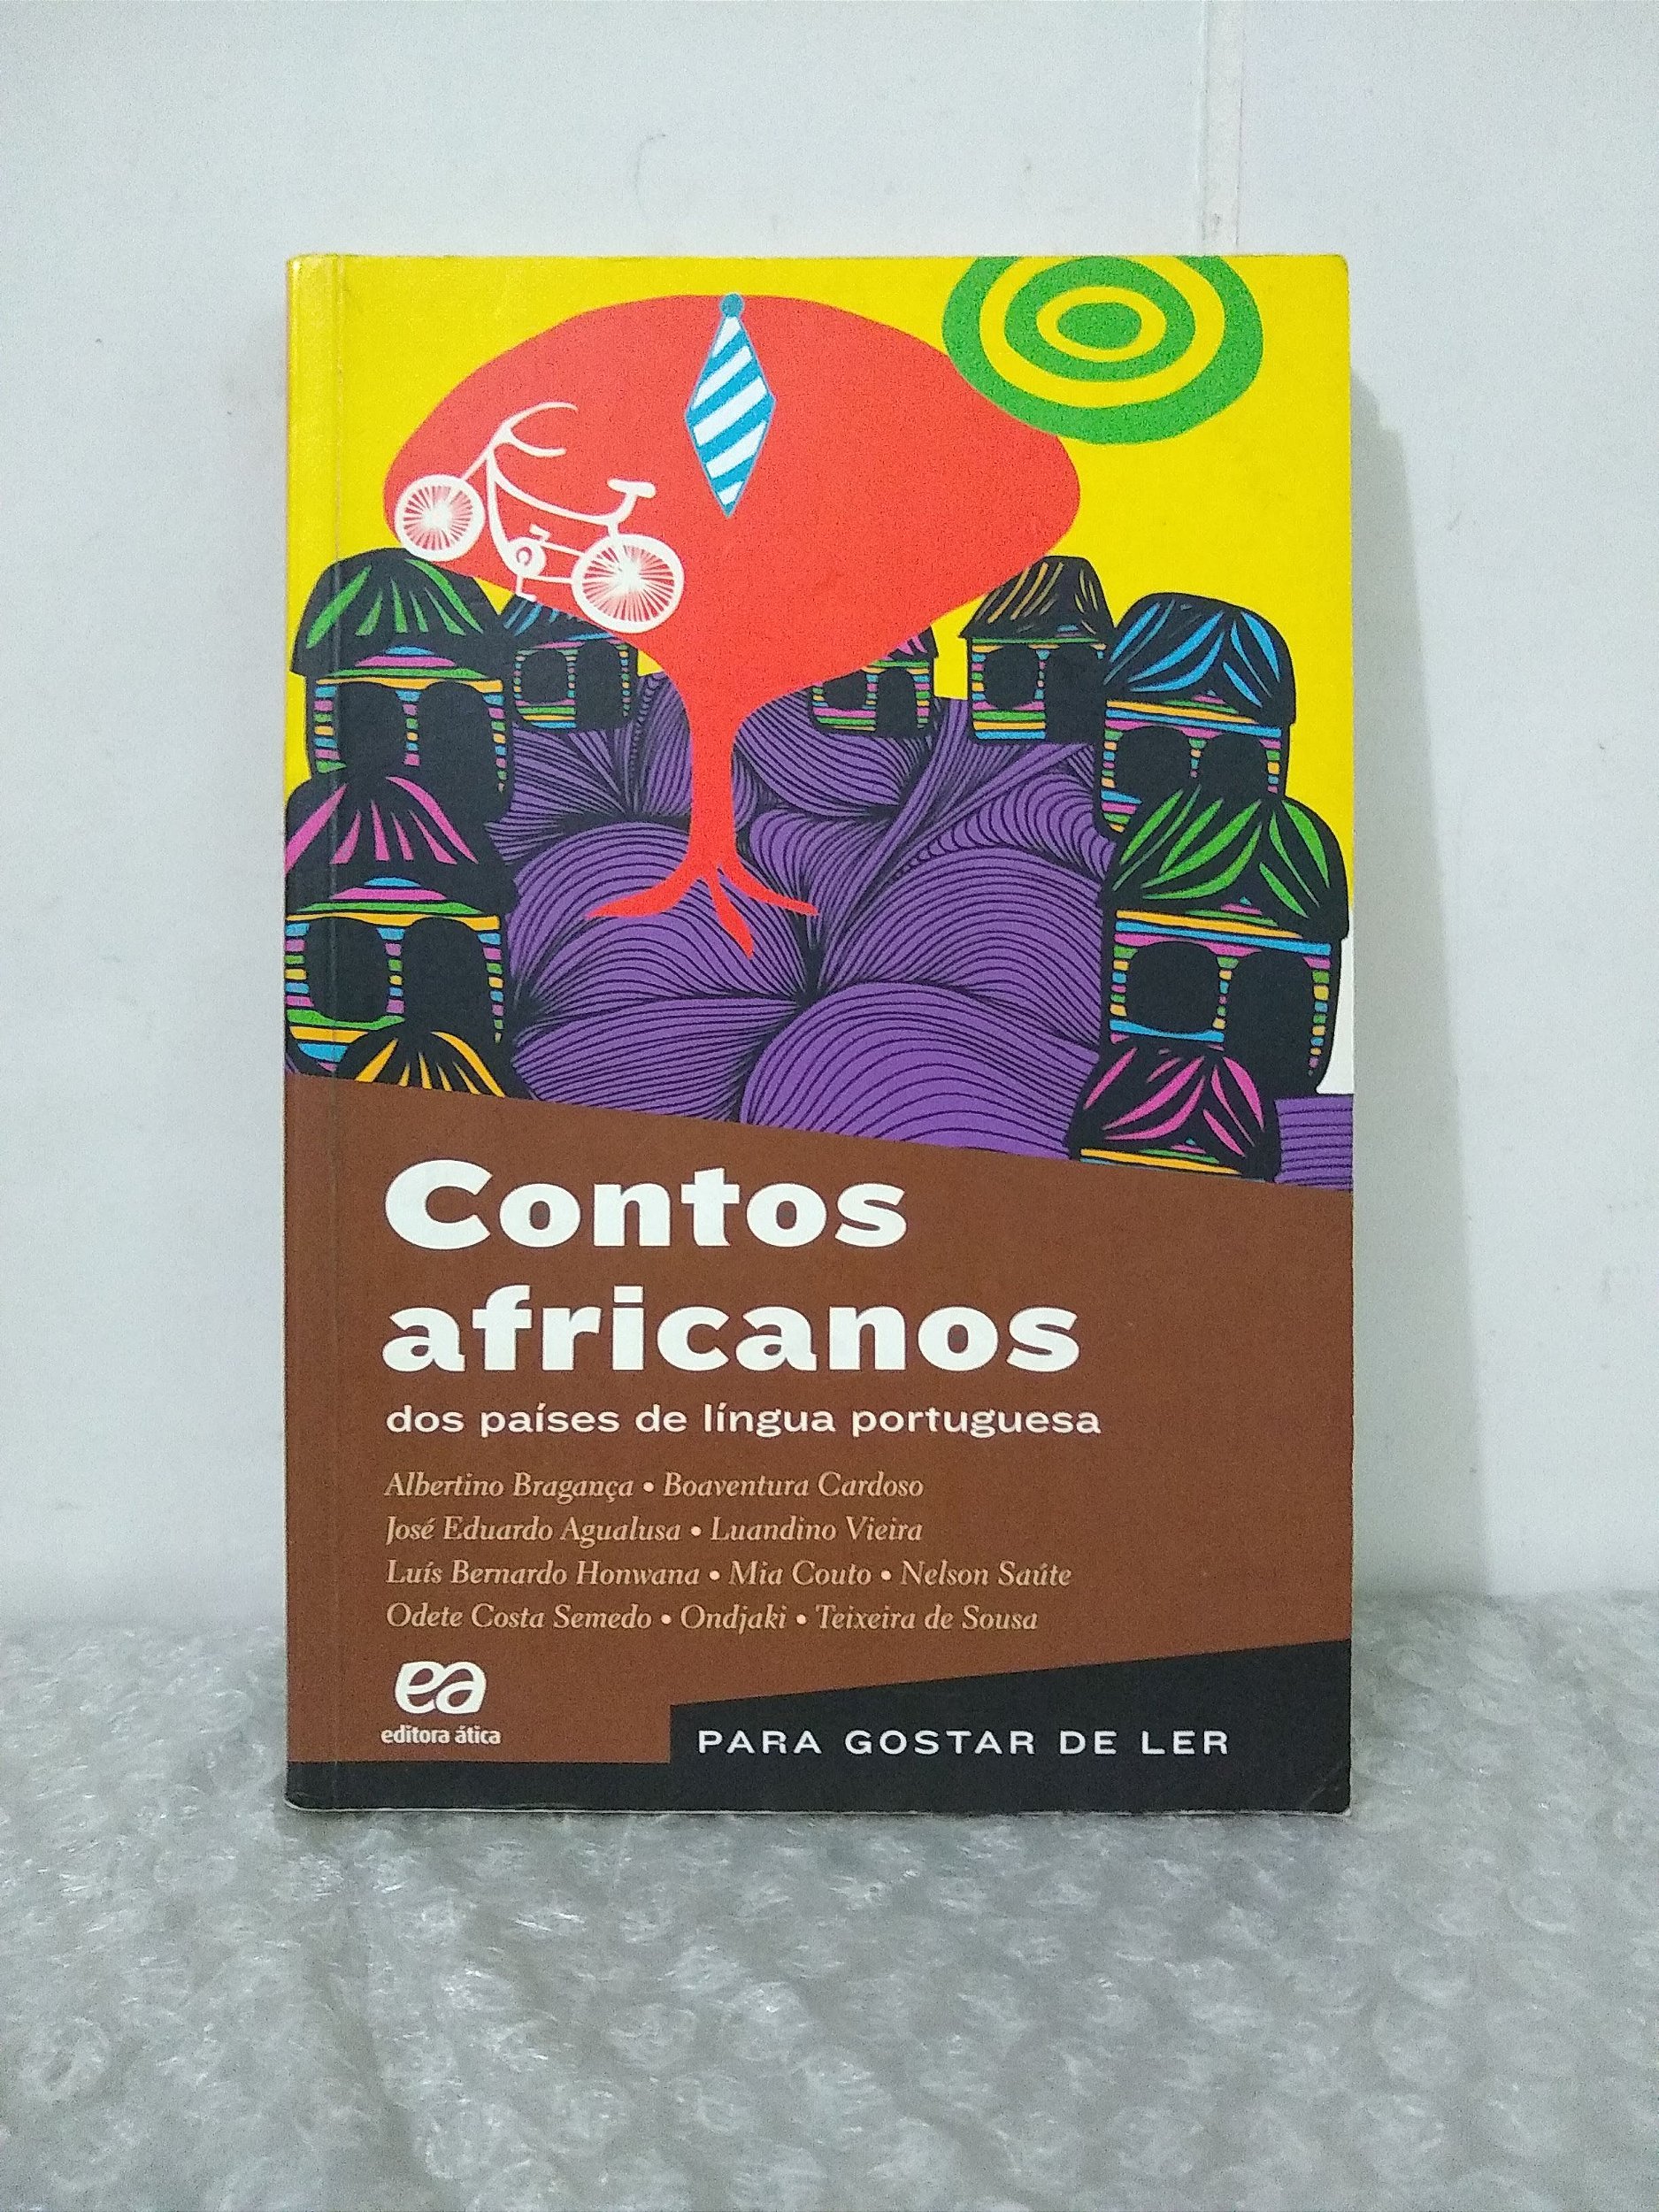 Contos
africanos
dos países de língua portuguesa
Albertino Bragança • Boaventura Cardoso
José Eduardo Agualusa • Luandino Vieira
Luís Bernardo Honwana • Mia Couto • Nelson Saúte
Odete Costa Semedo • Ondjaki • Teixeira de Sousa
ea
editora ática
PARA GOSTAR DE LER